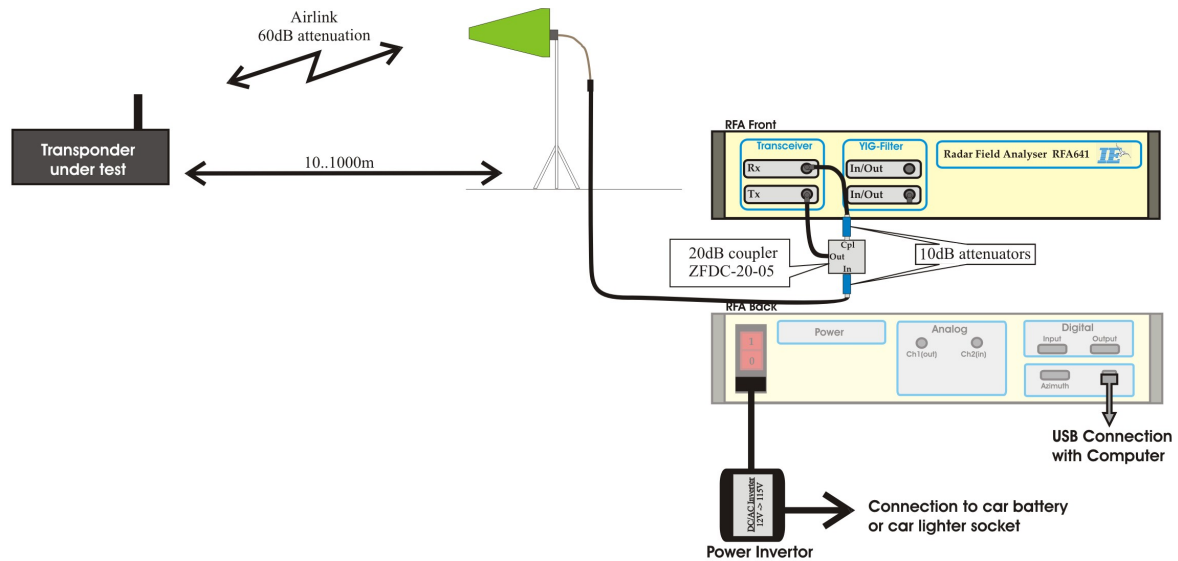 Airlink
60dB attenuation
Transponder
under test
10..1000m
RFA Front
Transceiver
YIG-Filter
Rx
In/Out
Tx
In/Out
Radar Field Analyser RFA641
IE
20dB coupler
ZFDC-20-05
Cpl
Out
In
10dB attenuators
RFA Back
1
0
Power
Analog
Ch1(out)
Ch2(in)
Digital
Input
Output
Azimuth
USB Connection
with Computer
DC/AC Inverter
12V -> 115V
Connection to car battery
or car lighter socket
Power Invertor